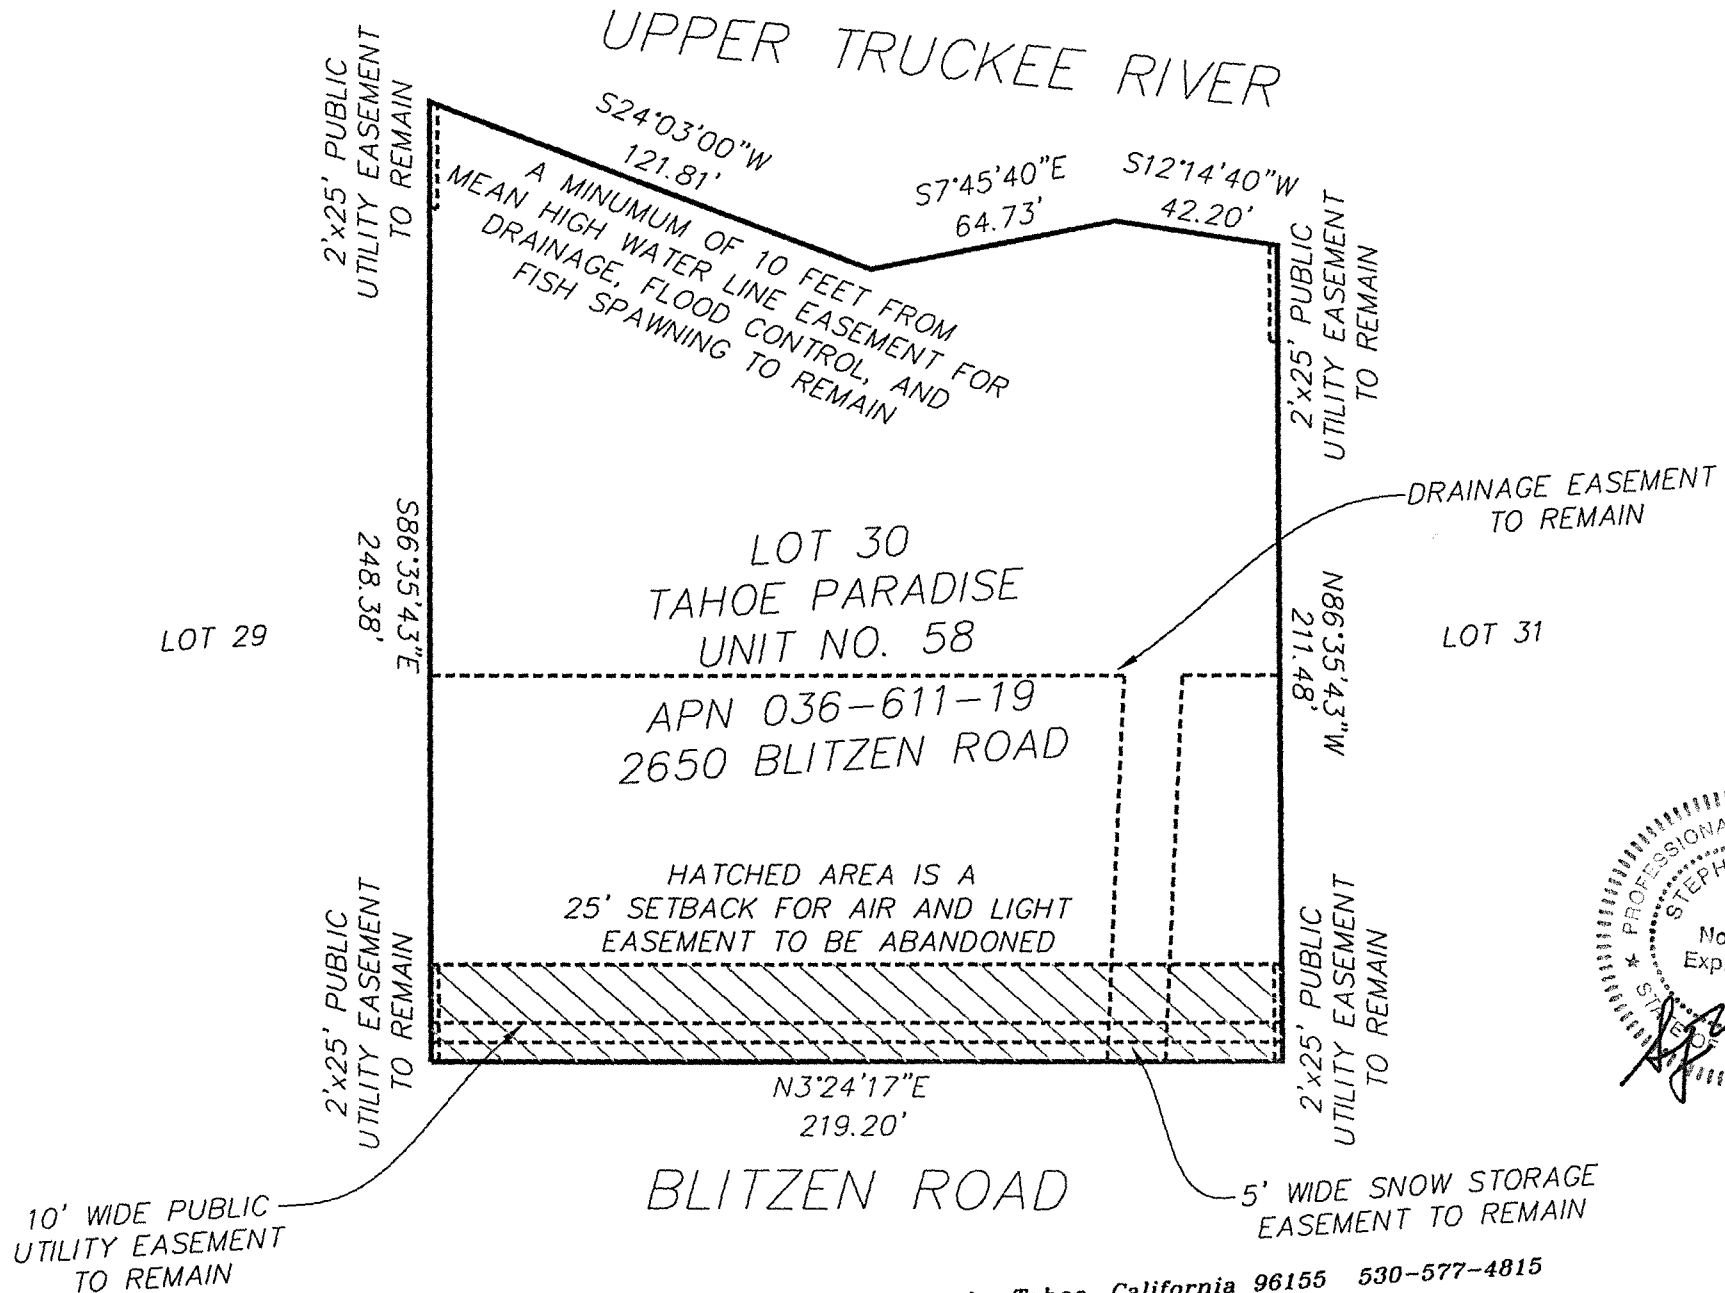 UPPER TRUCKEE RIVER
2'x25' PUBLIC
UTILITY EASEMENT
TO REMAIN
S24°03'00"W
121.81'
S7°45'40"E
64.73'
S12°14'40"W
42.20'
A MINUMUM OF 10 FEET FROM
MEAN HIGH WATER LINE EASEMENT FOR
DRAINAGE, FLOOD CONTROL, AND
FISH SPAWNING TO REMAIN
2'x25' PUBLIC
UTILITY EASEMENT
TO REMAIN
DRAINAGE EASEMENT
TO REMAIN
S86°35'43"E
248.38'
LOT 29
LOT 30
TAHOE PARADISE
UNIT NO. 58
APN 036-611-19
2650 BLITZEN ROAD
N86°35'43"W
211.48'
LOT 31
HATCHED AREA IS A
25' SETBACK FOR AIR AND LIGHT
EASEMENT TO BE ABANDONED
2'x25' PUBLIC
UTILITY EASEMENT
TO REMAIN
2'x25' PUBLIC
UTILITY EASEMENT
TO REMAIN
PROFESSIONA
STEPH
No
Exp
STATE O
N3°24'17"E
219.20'
BLITZEN ROAD
10' WIDE PUBLIC
UTILITY EASEMENT
TO REMAIN
5' WIDE SNOW STORAGE
EASEMENT TO REMAIN
Tahoe, California 96155 530-577-4815